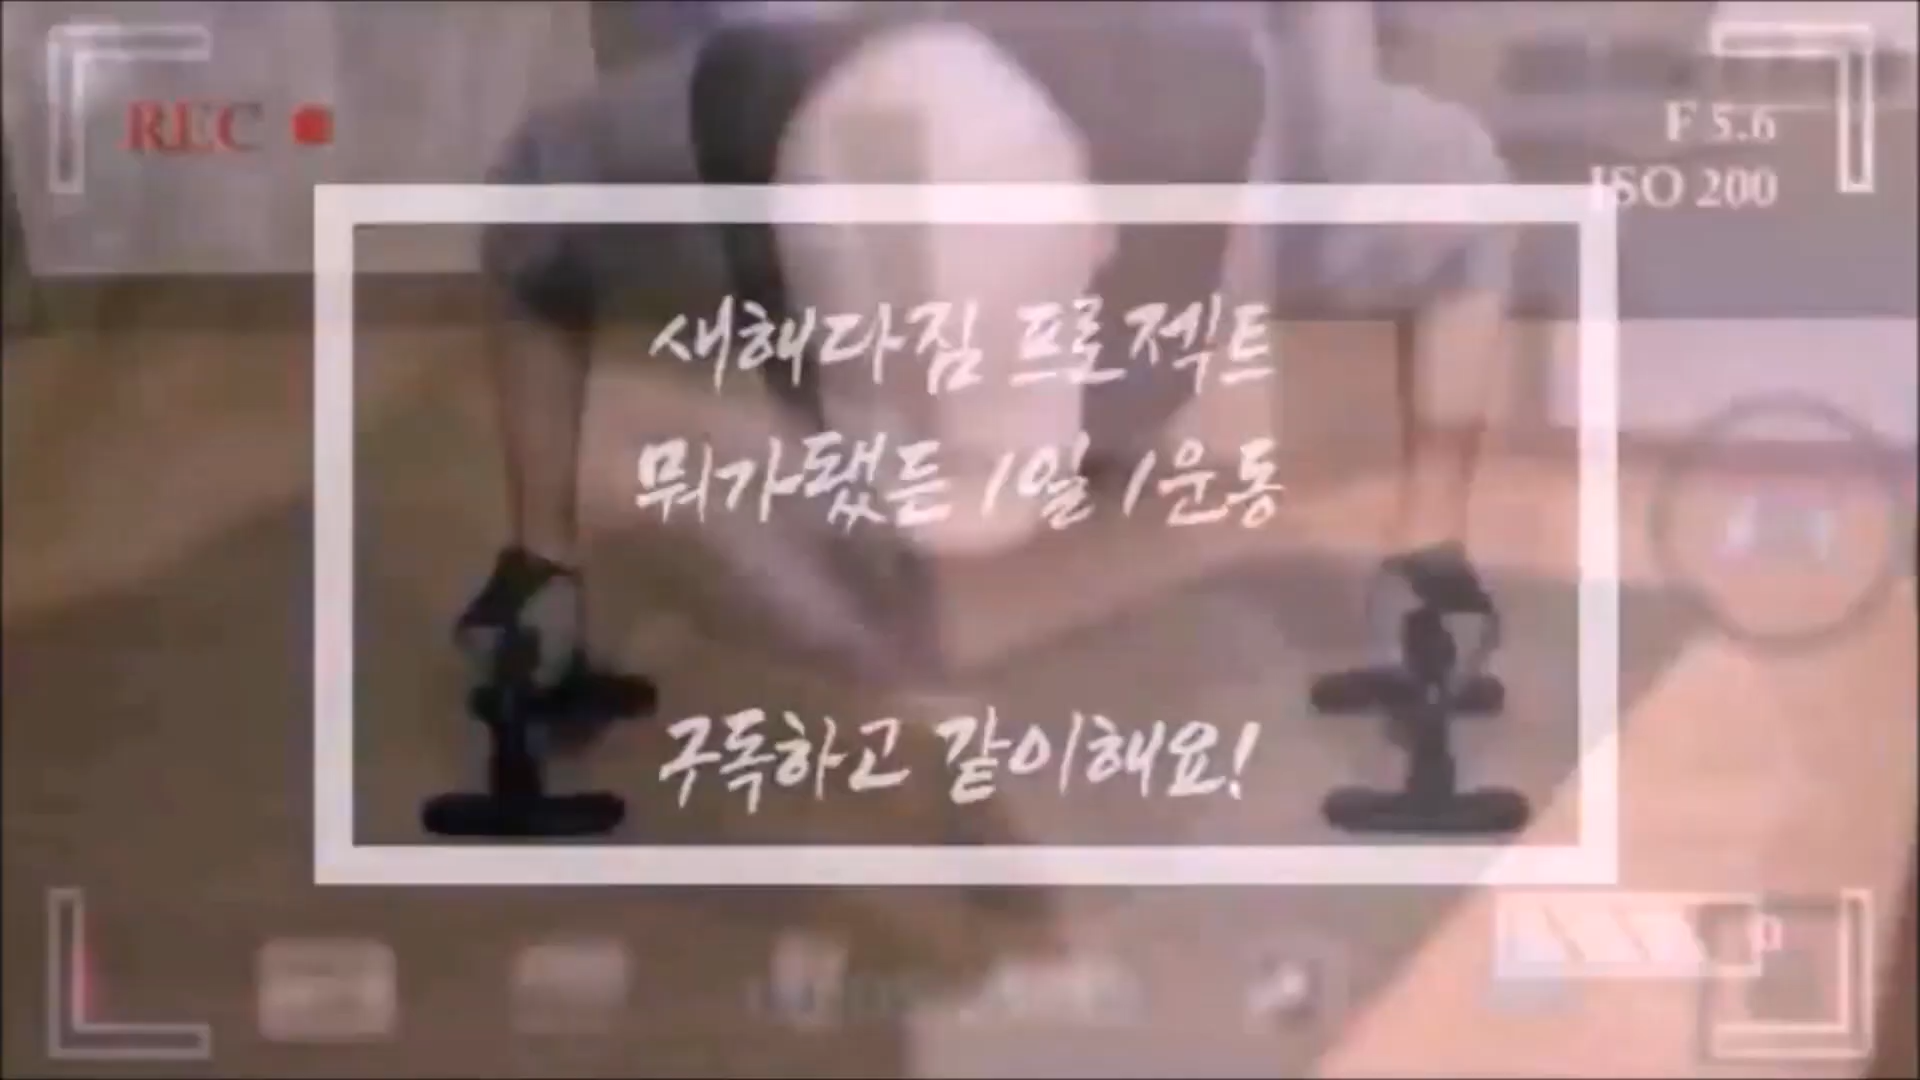 REC
F 5.6
ISO 200
새해다짐 프로젝트
뭐가됐든 1일 1운동
구독하고 같이해요!